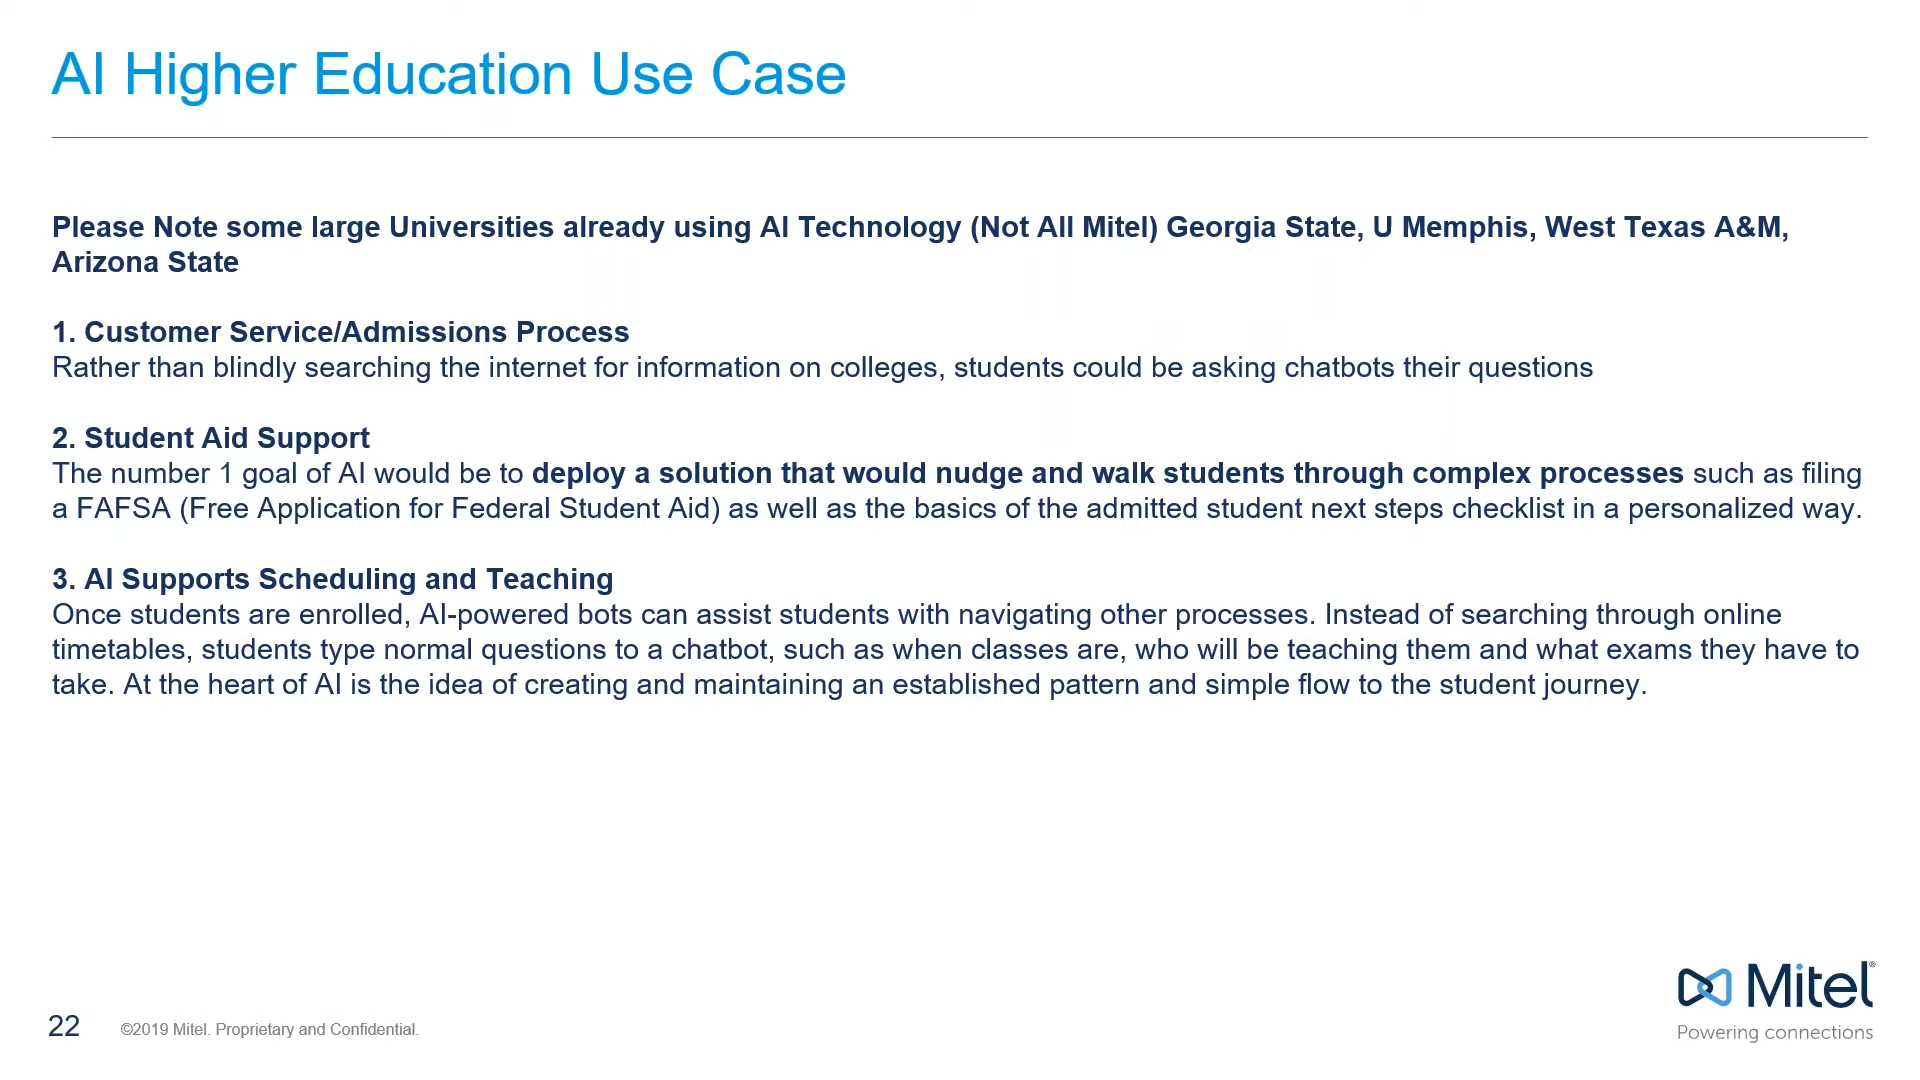 AI Higher Education Use Case
Please Note some large Universities already using AI Technology (Not All Mitel) Georgia State, U Memphis, West Texas A&M,
Arizona State
1. Customer Service/Admissions Process
Rather than blindly searching the internet for information on colleges, students could be asking chatbots their questions
2. Student Aid Support
The number 1 goal of AI would be to deploy a solution that would nudge and walk students through complex processes such as filing
a FAFSA (Free Application for Federal Student Aid) as well as the basics of the admitted student next steps checklist in a personalized way.
3. AI Supports Scheduling and Teaching
Once students are enrolled, AI-powered bots can assist students with navigating other processes. Instead of searching through online
timetables, students type normal questions to a chatbot, such as when classes are, who will be teaching them and what exams they have to
take. At the heart of AI is the idea of creating and maintaining an established pattern and simple flow to the student journey.
Mitel®
Powering connections
22 ©2019 Mitel. Proprietary and Confidential.